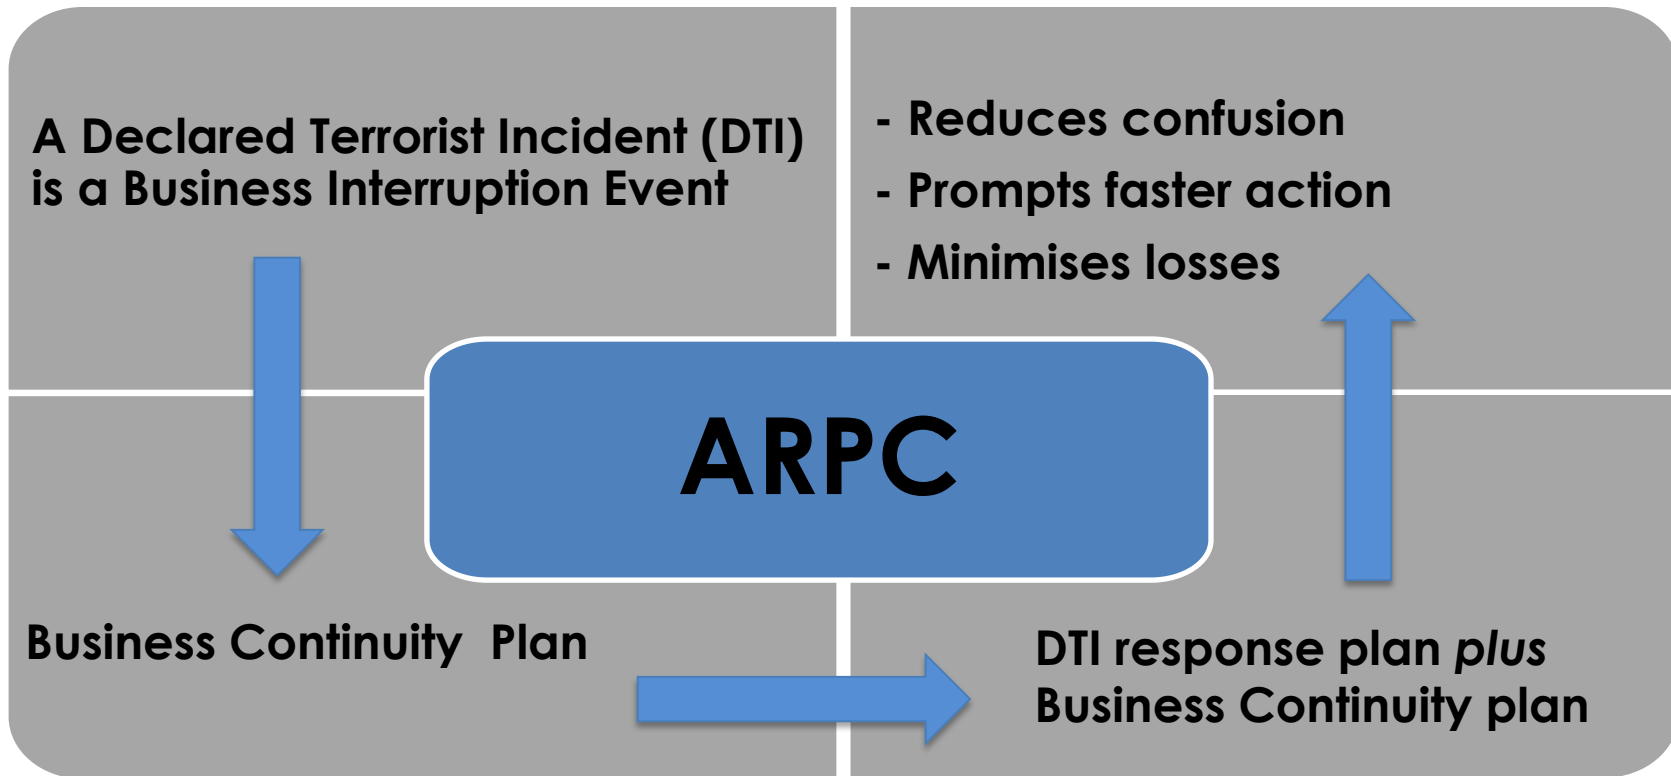 A Declared Terrorist Incident (DTI)
is a Business Interruption Event
- Reduces confusion
- Prompts faster action
- Minimises losses
ARPC
Business Continuity  Plan
DTI response plan plus
Business Continuity plan